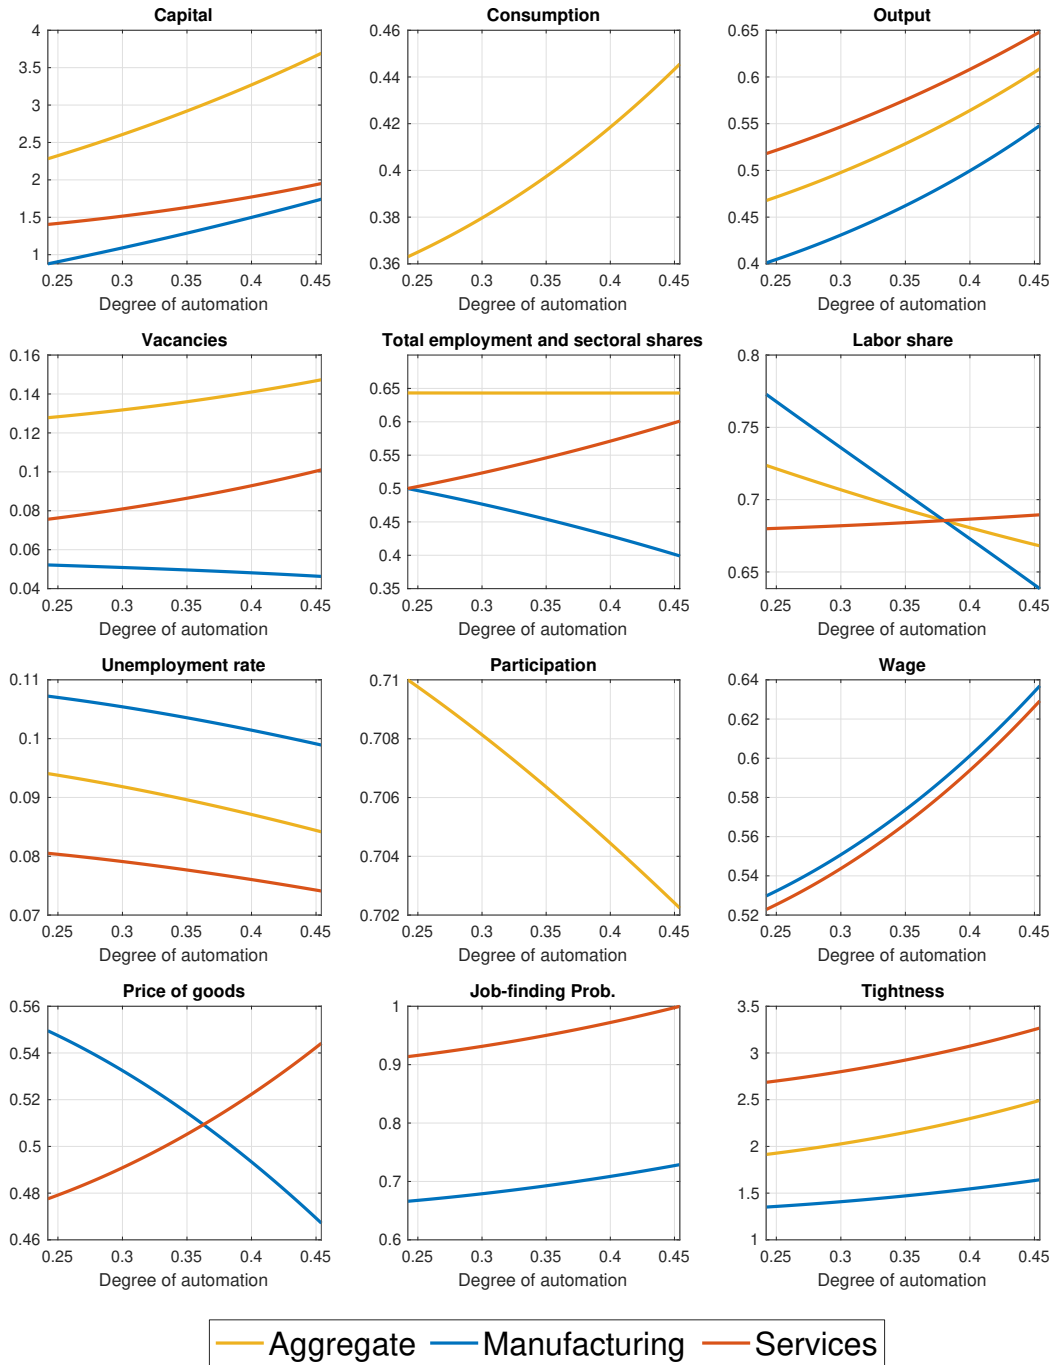 Capital
4
3.5
3
2.5
2
1.5
1
0.25 0.3 0.35 0.4 0.45
Degree of automation
Consumption
0.46
0.44
0.42
0.4
0.38
0.36
0.25 0.3 0.35 0.4 0.45
Degree of automation
Output
0.65
0.6
0.55
0.5
0.45
0.4
0.25 0.3 0.35 0.4 0.45
Degree of automation
Vacancies
0.16
0.14
0.12
0.1
0.08
0.06
0.04
0.25 0.3 0.35 0.4 0.45
Degree of automation
Total employment and sectoral shares
0.65
0.6
0.55
0.5
0.45
0.4
0.35
0.25 0.3 0.35 0.4 0.45
Degree of automation
Labor share
0.8
0.75
0.7
0.65
0.25 0.3 0.35 0.4 0.45
Degree of automation
Unemployment rate
0.11
0.1
0.09
0.08
0.07
0.25 0.3 0.35 0.4 0.45
Degree of automation
Participation
0.71
0.708
0.706
0.704
0.702
0.25 0.3 0.35 0.4 0.45
Degree of automation
Wage
0.64
0.62
0.6
0.58
0.56
0.54
0.52
0.25 0.3 0.35 0.4 0.45
Degree of automation
Price of goods
0.56
0.54
0.52
0.5
0.48
0.46
0.25 0.3 0.35 0.4 0.45
Degree of automation
Job-finding Prob.
1
0.9
0.8
0.7
0.6
0.25 0.3 0.35 0.4 0.45
Degree of automation
Tightness
3.5
3
2.5
2
1.5
1
0.25 0.3 0.35 0.4 0.45
Degree of automation
Aggregate Manufacturing Services